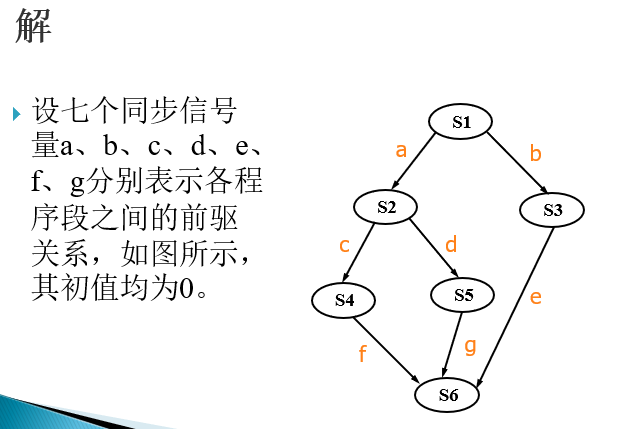 解
设七个同步信号
量a、b、c、d、e、
f、g分别表示各程
序段之间的前驱
关系，如图所示，
其初值均为0。
S1
a
b
S2
S3
c
d
S4
S5
e
f
g
S6